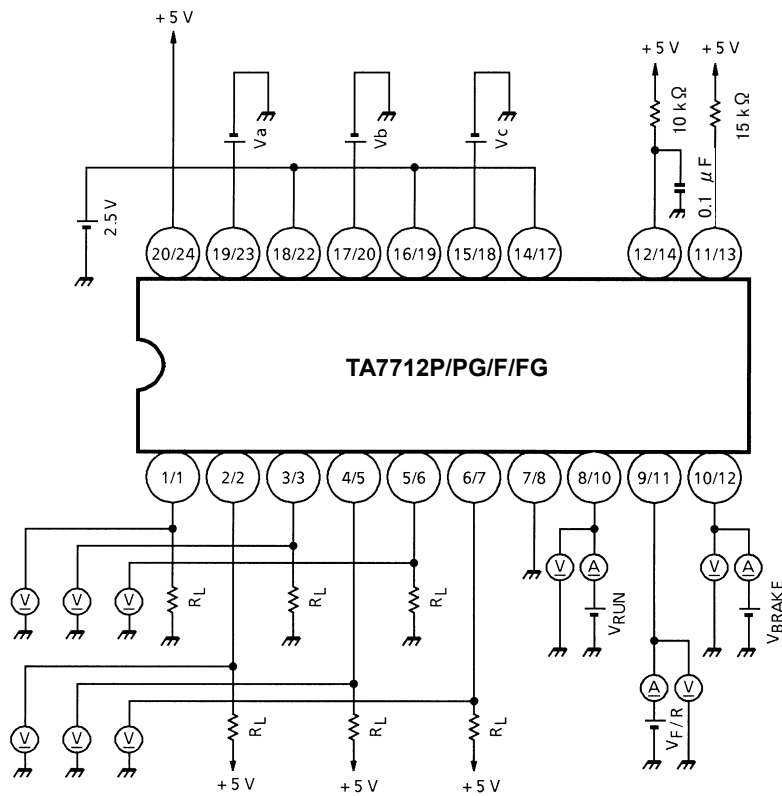 + 5 V
+ 5 V
+ 5 V
Va
Vb
Vc
10 kΩ
15 kΩ
0.1 μF
2.5 V
20/24
19/23
18/22
17/20
16/19
15/18
14/17
12/14
11/13
TA7712P/PG/F/FG
1/1
2/2
3/3
4/5
5/6
6/7
7/8
8/10
9/11
10/12
V
V
V
RL
RL
RL
V
A
VRUN
V
A
VBRAKE
V
V
V
RL
RL
RL
A
V
VF/R
+ 5 V
+ 5 V
+ 5 V